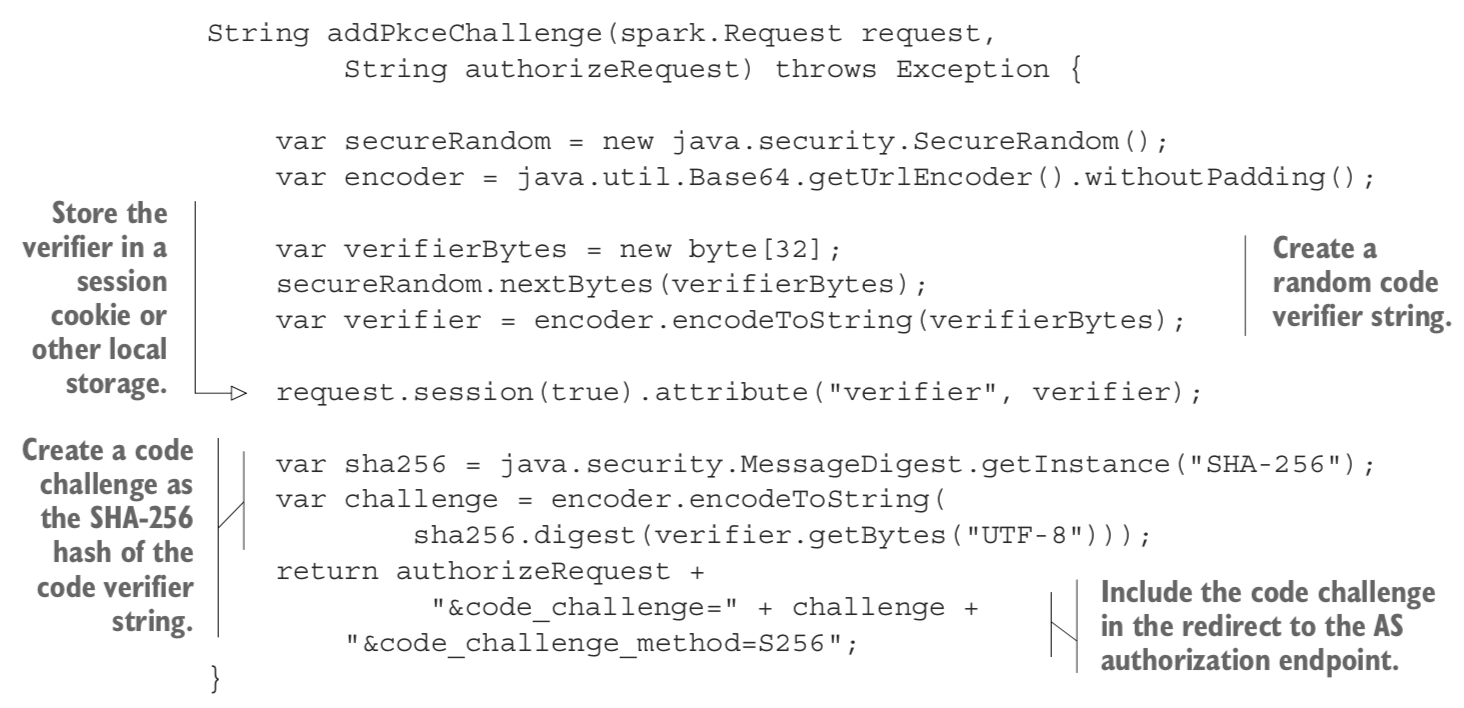 String addPkceChallenge(spark.Request request,
        String authorizeRequest) throws Exception {
    var secureRandom = new java.security.SecureRandom();
    var encoder = java.util.Base64.getUrlEncoder().withoutPadding();
Store the
verifier in a
session
cookie or
other local
storage.
    var verifierBytes = new byte[32];
    secureRandom.nextBytes(verifierBytes);
    var verifier = encoder.encodeToString(verifierBytes);
Create a
random code
verifier string.
    request.session(true).attribute("verifier", verifier);
Create a code
challenge as
the SHA-256
hash of the
code verifier
string.
    var sha256 = java.security.MessageDigest.getInstance("SHA-256");
    var challenge = encoder.encodeToString(
            sha256.digest(verifier.getBytes("UTF-8")));
    return authorizeRequest +
             "&code_challenge=" + challenge +
        "&code_challenge_method=S256";
Include the code challenge
in the redirect to the AS
authorization endpoint.
}